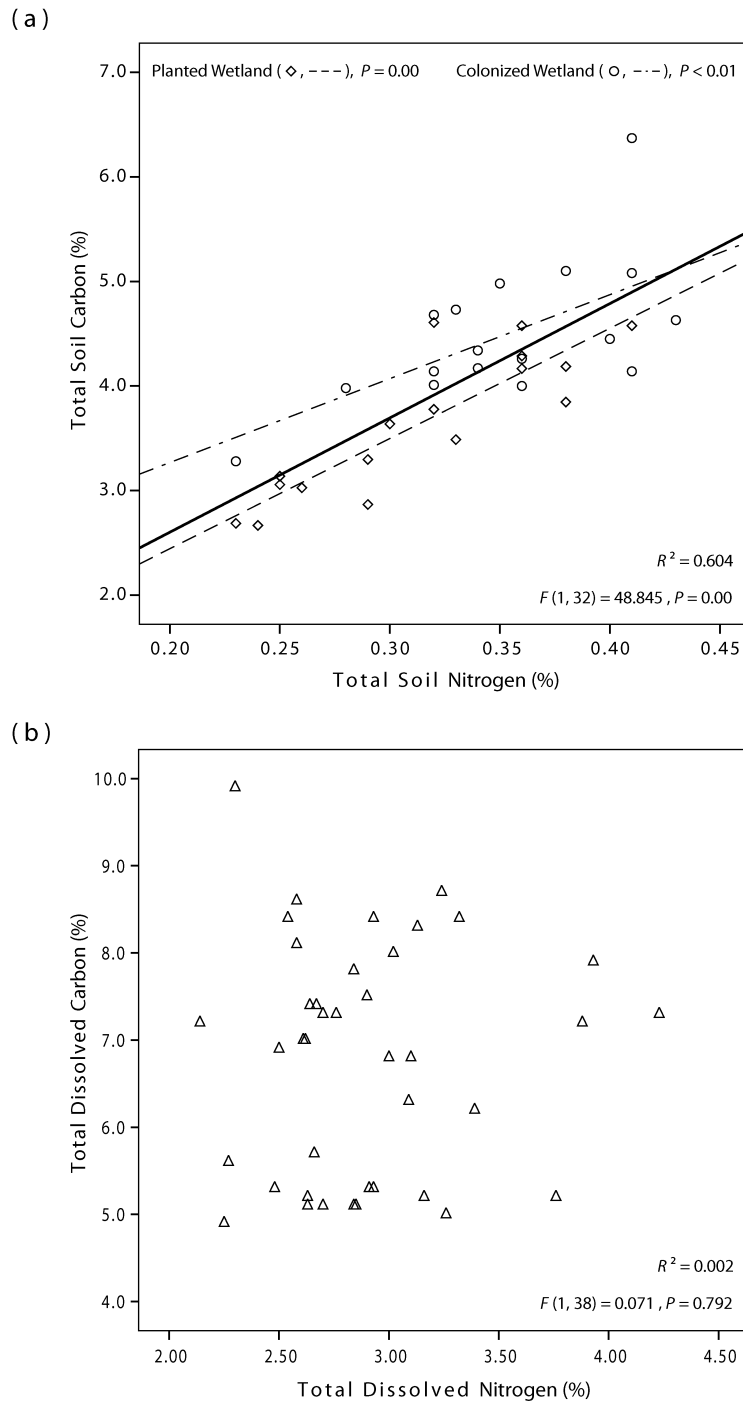 (a)
Planted Wetland (◇, ---), P = 0.00 Colonized Wetland (○, -·-), P < 0.01
7.0
6.0
5.0
4.0
3.0
2.0
Total Soil Carbon (%)
R² = 0.604
F (1, 32) = 48.845 , P = 0.00
0.20 0.25 0.30 0.35 0.40 0.45
Total Soil Nitrogen (%)
(b)
10.0
9.0
8.0
7.0
6.0
5.0
4.0
Total Dissolved Carbon (%)
R² = 0.002
F (1, 38) = 0.071 , P = 0.792
2.00 2.50 3.00 3.50 4.00 4.50
Total Dissolved Nitrogen (%)